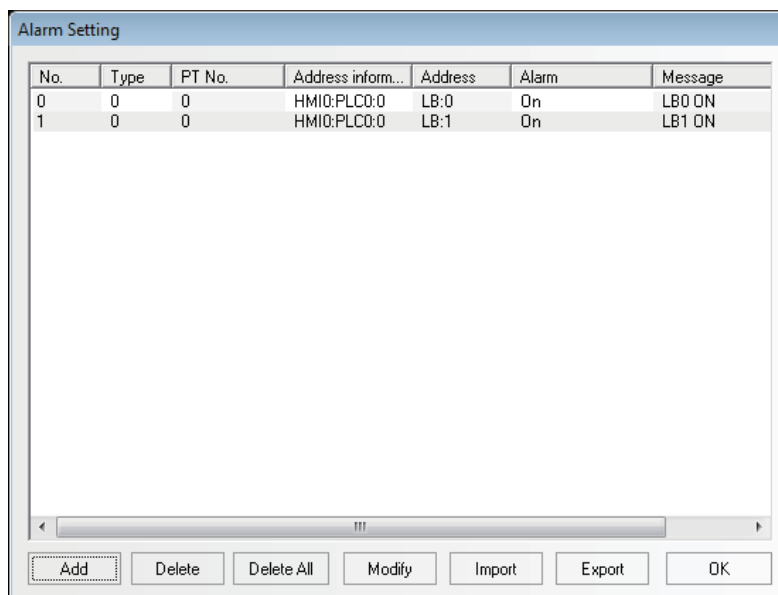 Alarm Setting
No. Type PT No. Address inform... Address Alarm Message
0 0 0 HMI0:PLC0:0 LB:0 On LB0 ON
1 0 0 HMI0:PLC0:0 LB:1 On LB1 ON
Add Delete Delete All Modify Import Export OK